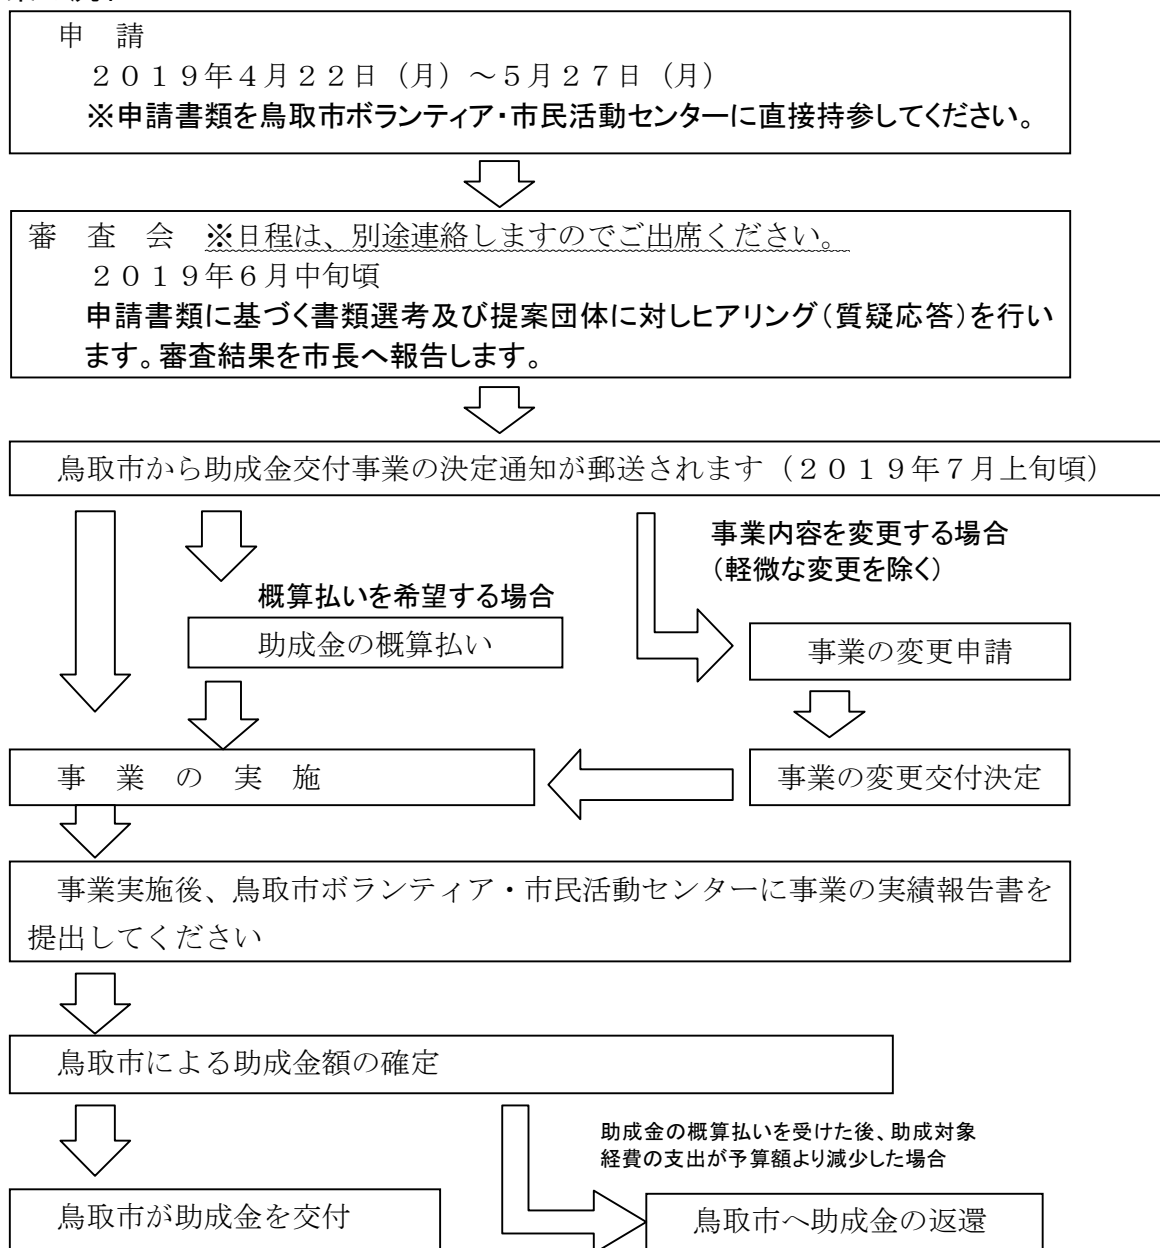 申　請
２０１９年４月２２日（月）～５月２７日（月）
※申請書類を鳥取市ボランティア・市民活動センターに直接持参してください。
審　査　会　※日程は、別途連絡しますのでご出席ください。
２０１９年６月中旬頃
申請書類に基づく書類選考及び提案団体に対しヒアリング（質疑応答）を行い
ます。審査結果を市長へ報告します。
鳥取市から助成金交付事業の決定通知が郵送されます（２０１９年７月上旬頃）
事業内容を変更する場合
（軽微な変更を除く）
概算払いを希望する場合
助成金の概算払い
事業の変更申請
事　業　の　実　施
事業の変更交付決定
事業実施後、鳥取市ボランティア・市民活動センターに事業の実績報告書を
提出してください
鳥取市による助成金額の確定
助成金の概算払いを受けた後、助成対象
経費の支出が予算額より減少した場合
鳥取市が助成金を交付
鳥取市へ助成金の返還